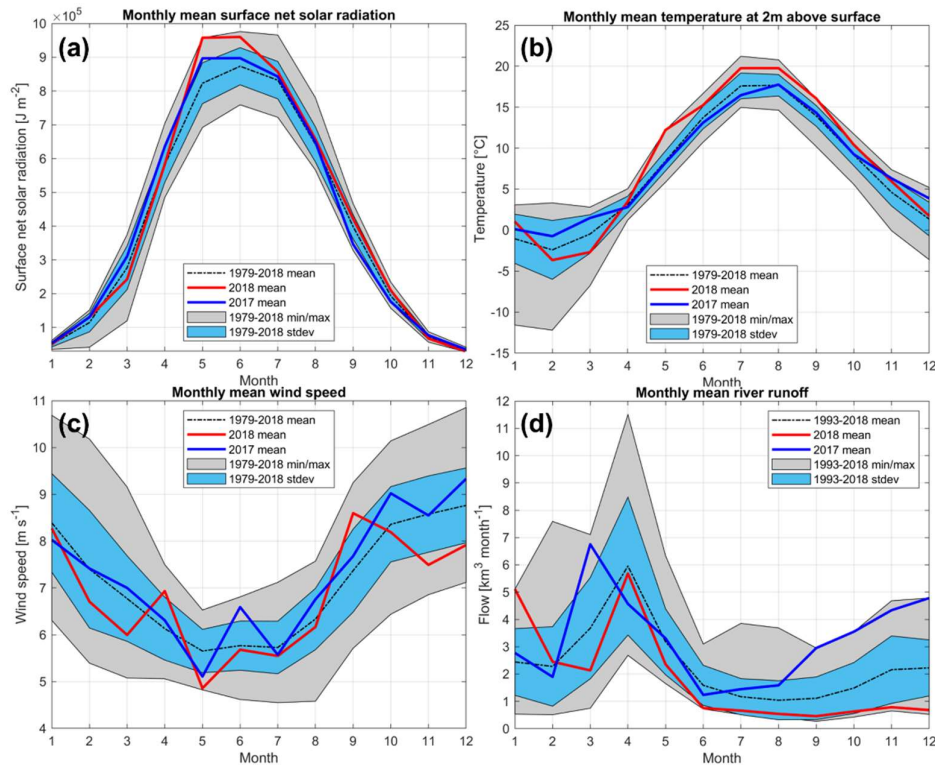 Monthly mean surface net solar radiation
(a)
×10⁵
Surface net solar radiation [J m⁻²]
10
9
8
7
6
5
4
3
2
1
1979-2018 mean
2018 mean
2017 mean
1979-2018 min/max
1979-2018 stdev
1 2 3 4 5 6 7 8 9 10 11 12
Month
Monthly mean temperature at 2m above surface
(b)
Temperature [°C]
25
20
15
10
5
0
-5
-10
-15
1979-2018 mean
2018 mean
2017 mean
1979-2018 min/max
1979-2018 stdev
1 2 3 4 5 6 7 8 9 10 11 12
Month
Monthly mean wind speed
(c)
Wind speed [m s⁻¹]
11
10
9
8
7
6
5
4
1979-2018 mean
2018 mean
2017 mean
1979-2018 min/max
1979-2018 stdev
1 2 3 4 5 6 7 8 9 10 11 12
Month
Monthly mean river runoff
(d)
Flow [km³ month⁻¹]
12
11
10
9
8
7
6
5
4
3
2
1
0
1993-2018 mean
2018 mean
2017 mean
1993-2018 min/max
1993-2018 stdev
1 2 3 4 5 6 7 8 9 10 11 12
Month